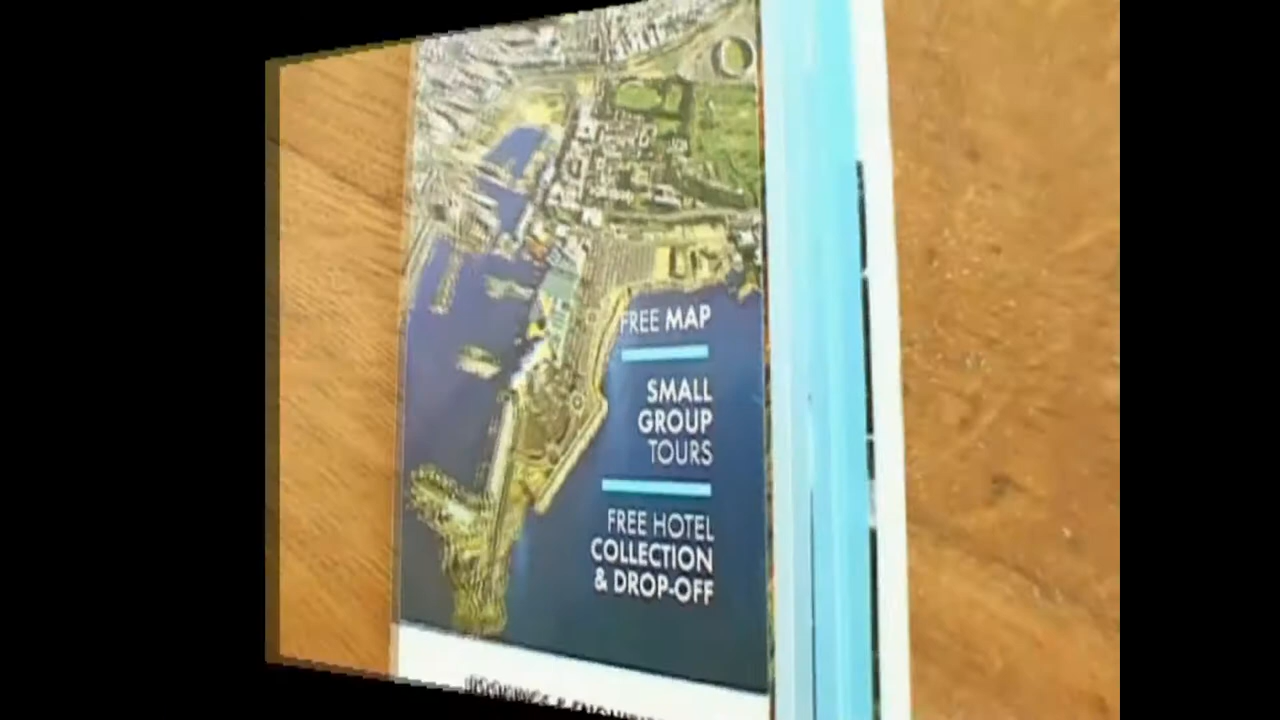 FREE MAP
SMALL
GROUP
TOURS
FREE HOTEL
COLLECTION
& DROP-OFF